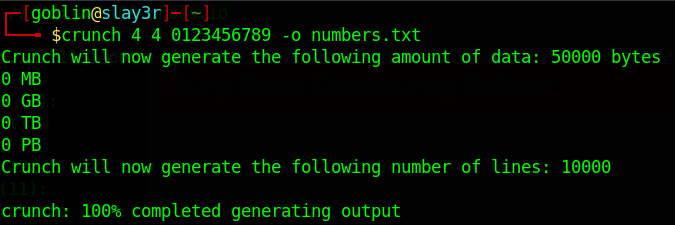 ┌─[goblin@slay3r]─[~]
└──╼ $crunch 4 4 0123456789 -o numbers.txt
Crunch will now generate the following amount of data: 50000 bytes
0 MB
0 GB
0 TB
0 PB
Crunch will now generate the following number of lines: 10000
(11):
crunch: 100% completed generating output